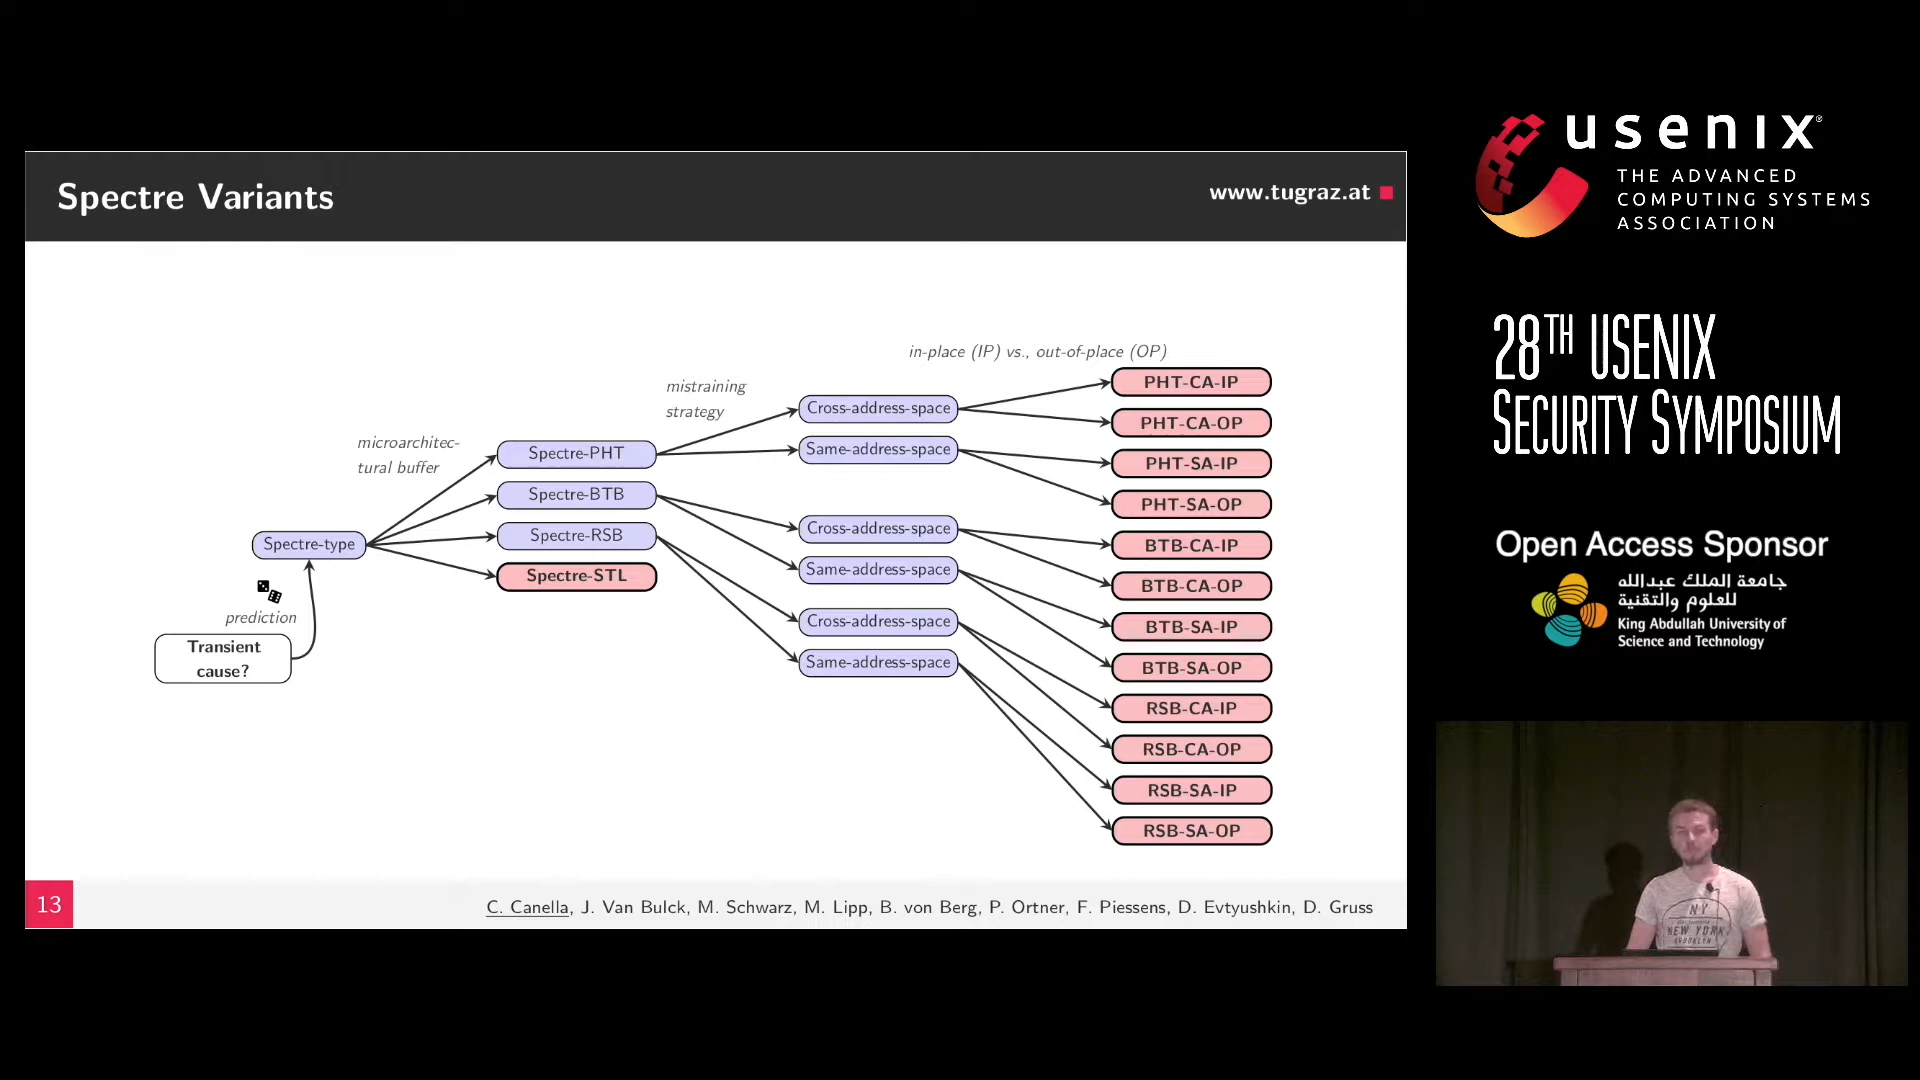 Spectre Variants
www.tugraz.at
in-place (IP) vs., out-of-place (OP)
mistraining
strategy
microarchitec-
tural buffer
prediction
Transient
cause?
Spectre-type
Spectre-PHT
Spectre-BTB
Spectre-RSB
Spectre-STL
Cross-address-space
Same-address-space
Cross-address-space
Same-address-space
Cross-address-space
Same-address-space
PHT-CA-IP
PHT-CA-OP
PHT-SA-IP
PHT-SA-OP
BTB-CA-IP
BTB-CA-OP
BTB-SA-IP
BTB-SA-OP
RSB-CA-IP
RSB-CA-OP
RSB-SA-IP
RSB-SA-OP
13
C. Canella, J. Van Bulck, M. Schwarz, M. Lipp, B. von Berg, P. Ortner, F. Piessens, D. Evtyushkin, D. Gruss
usenix®
THE ADVANCED
COMPUTING SYSTEMS
ASSOCIATION
28TH USENIX
SECURITY SYMPOSIUM
Open Access Sponsor
جامعة الملك عبدالله
للعلوم والتقنية
King Abdullah University of
Science and Technology
NY
NEW YORK
BROOKLYN